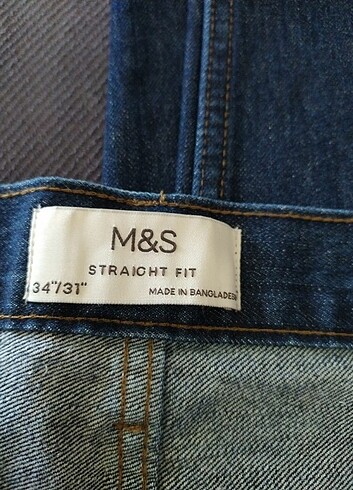 M&S
STRAIGHT FIT
34"/31"
MADE IN BANGLADESH